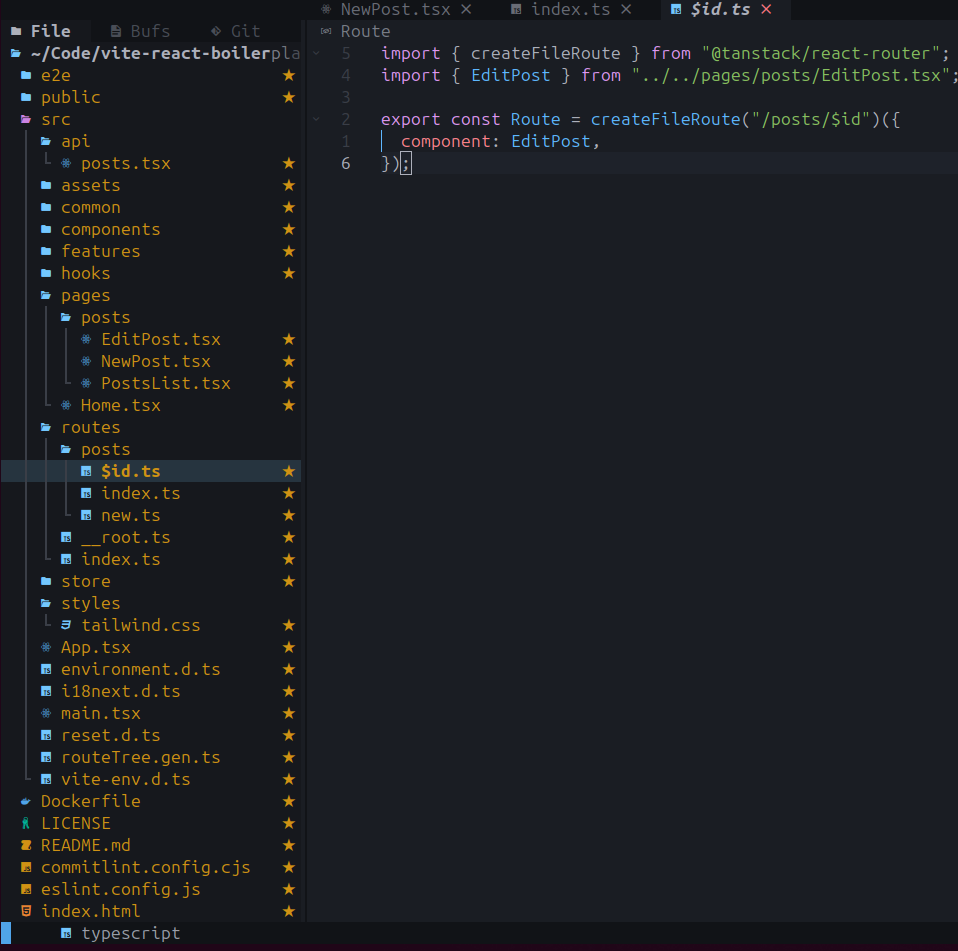 File Bufs Git
~/Code/vite-react-boilerpla
e2e ★
public ★
src
api
posts.tsx ★
assets ★
common ★
components ★
features ★
hooks ★
pages
posts
EditPost.tsx ★
NewPost.tsx ★
PostsList.tsx ★
Home.tsx ★
routes
posts
$id.ts ★
index.ts ★
new.ts ★
__root.ts ★
index.ts ★
store ★
styles
tailwind.css ★
App.tsx ★
environment.d.ts ★
i18next.d.ts ★
main.tsx ★
reset.d.ts ★
routeTree.gen.ts ★
vite-env.d.ts ★
Dockerfile ★
LICENSE ★
README.md ★
commitlint.config.cjs ★
eslint.config.js ★
index.html ★
NewPost.tsx ✕ index.ts ✕ $id.ts ✕
Route
5 import { createFileRoute } from "@tanstack/react-router";
4 import { EditPost } from "../../pages/posts/EditPost.tsx";
3
2 export const Route = createFileRoute("/posts/$id")({
1 component: EditPost,
6 });
typescript